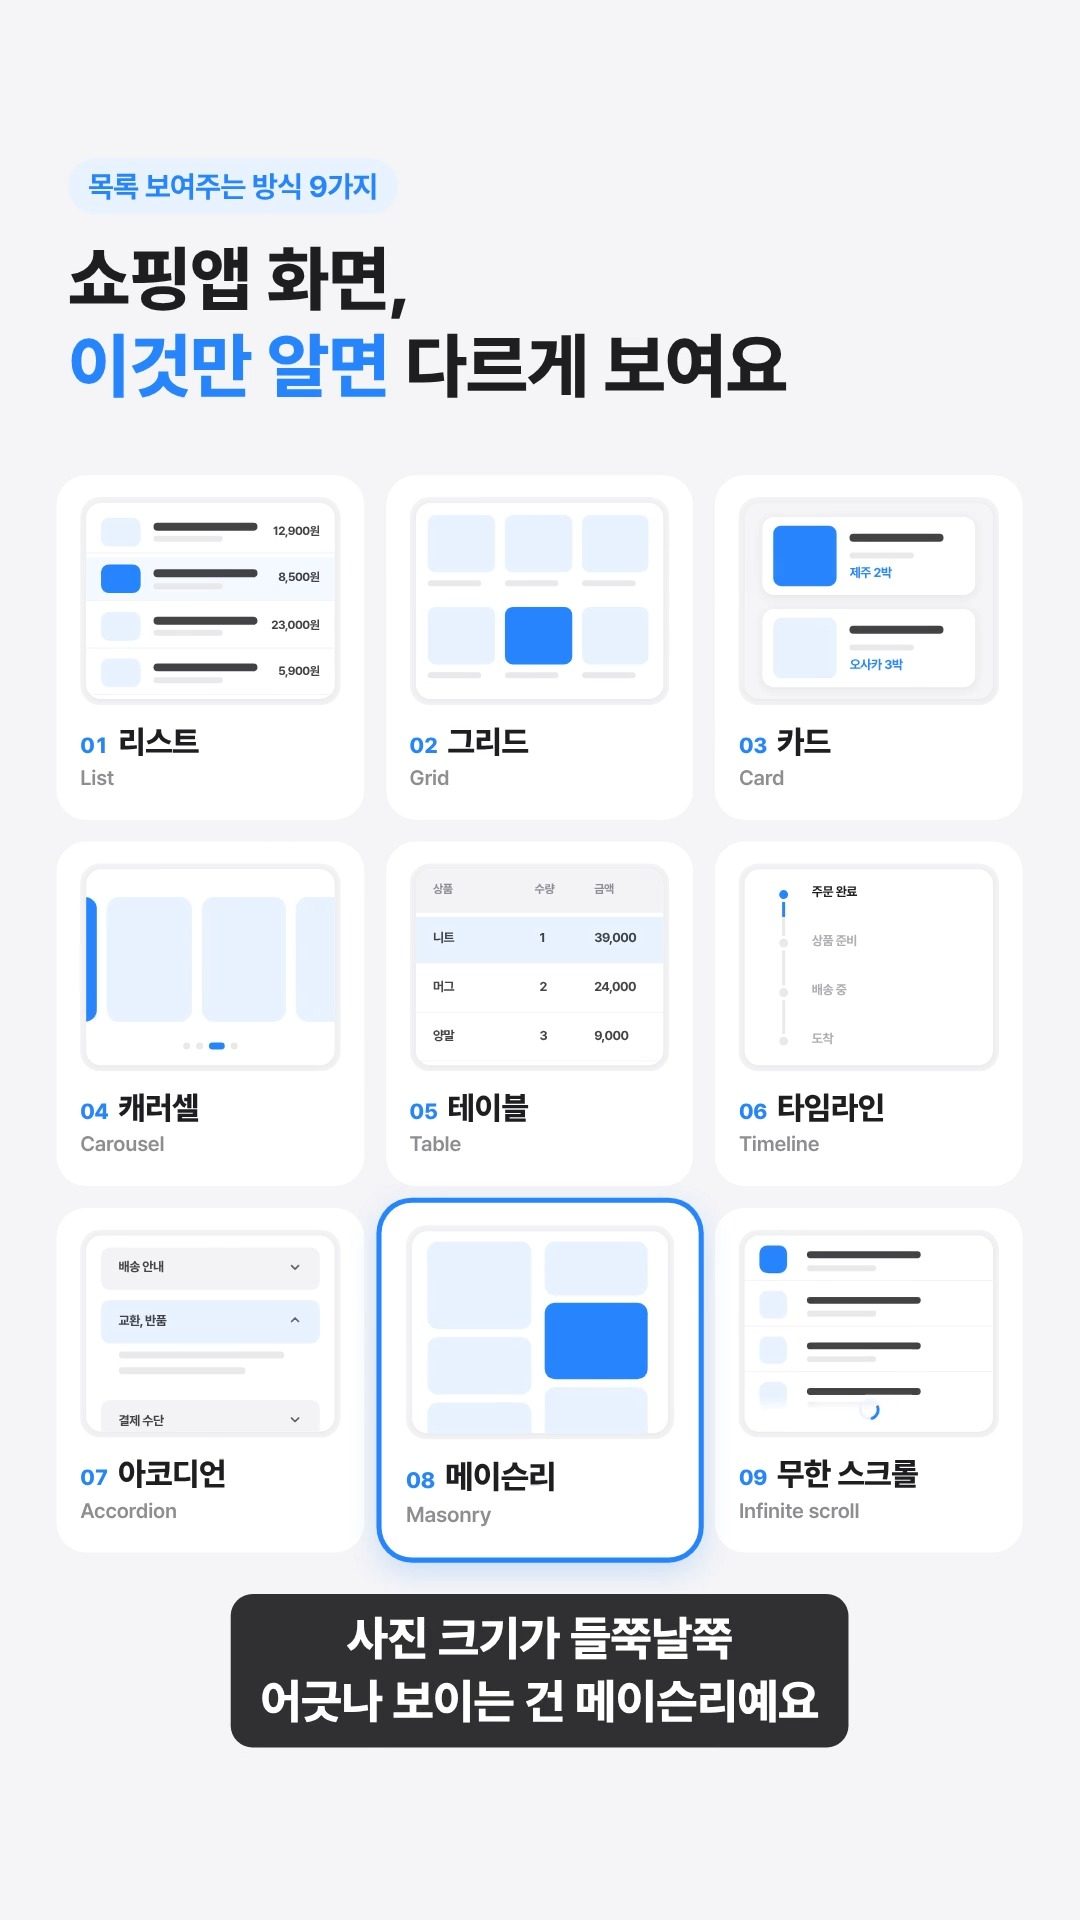 목록 보여주는 방식 9가지
쇼핑앱 화면,
이것만 알면 다르게 보여요
12,900원
8,500원
23,000원
5,900원
01 리스트
List
02 그리드
Grid
제주 2박
오사카 3박
03 카드
Card
04 캐러셀
Carousel
상품 수량 금액
니트 1 39,000
머그 2 24,000
양말 3 9,000
05 테이블
Table
주문 완료
상품 준비
배송 중
도착
06 타임라인
Timeline
배송 안내
교환, 반품
결제 수단
07 아코디언
Accordion
08 메이슨리
Masonry
09 무한 스크롤
Infinite scroll
사진 크기가 들쭉날쭉
어긋나 보이는 건 메이슨리예요